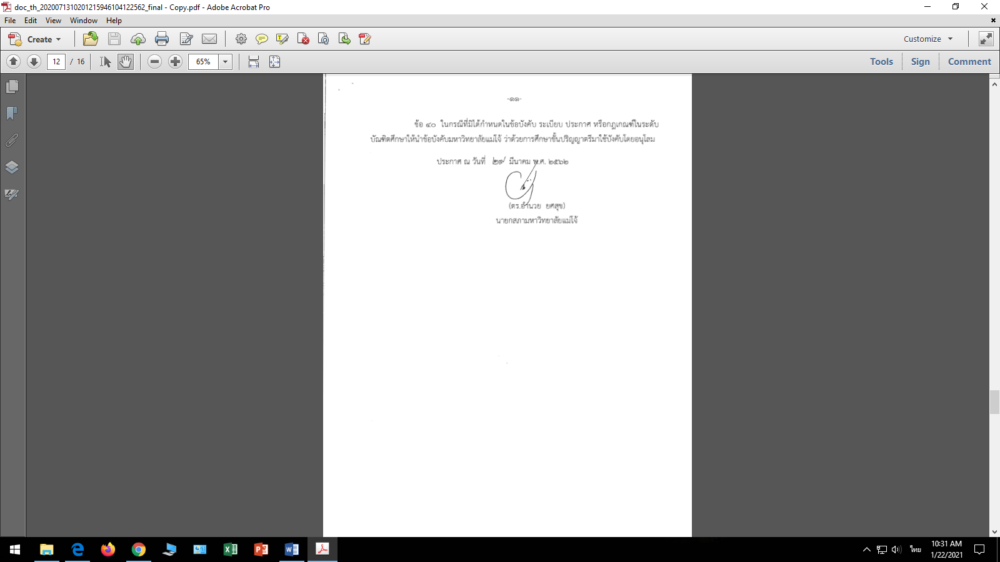 doc_th_20200713102012159461041​22562_final - Copy.pdf - Adobe Acrobat Pro
File Edit View Window Help
Create Customize
12 / 16 65% Tools Sign Comment
-๑๑-
ข้อ ๔๐ ในกรณีที่มิได้กำหนดในข้อบังคับ ระเบียบ ประกาศ หรือกฎเกณฑ์ในระดับ
บัณฑิตศึกษาให้นำข้อบังคับมหาวิทยาลัยแม่โจ้ ว่าด้วยการศึกษาขั้นปริญญาตรีมาใช้บังคับโดยอนุโลม
ประกาศ ณ วันที่ ๒๙ มีนาคม พ.ศ. ๒๕๖๒
(ดร.อำนวย ยศสุข)
นายกสภามหาวิทยาลัยแม่โจ้
ไทย
10:31 AM
1/22/2021